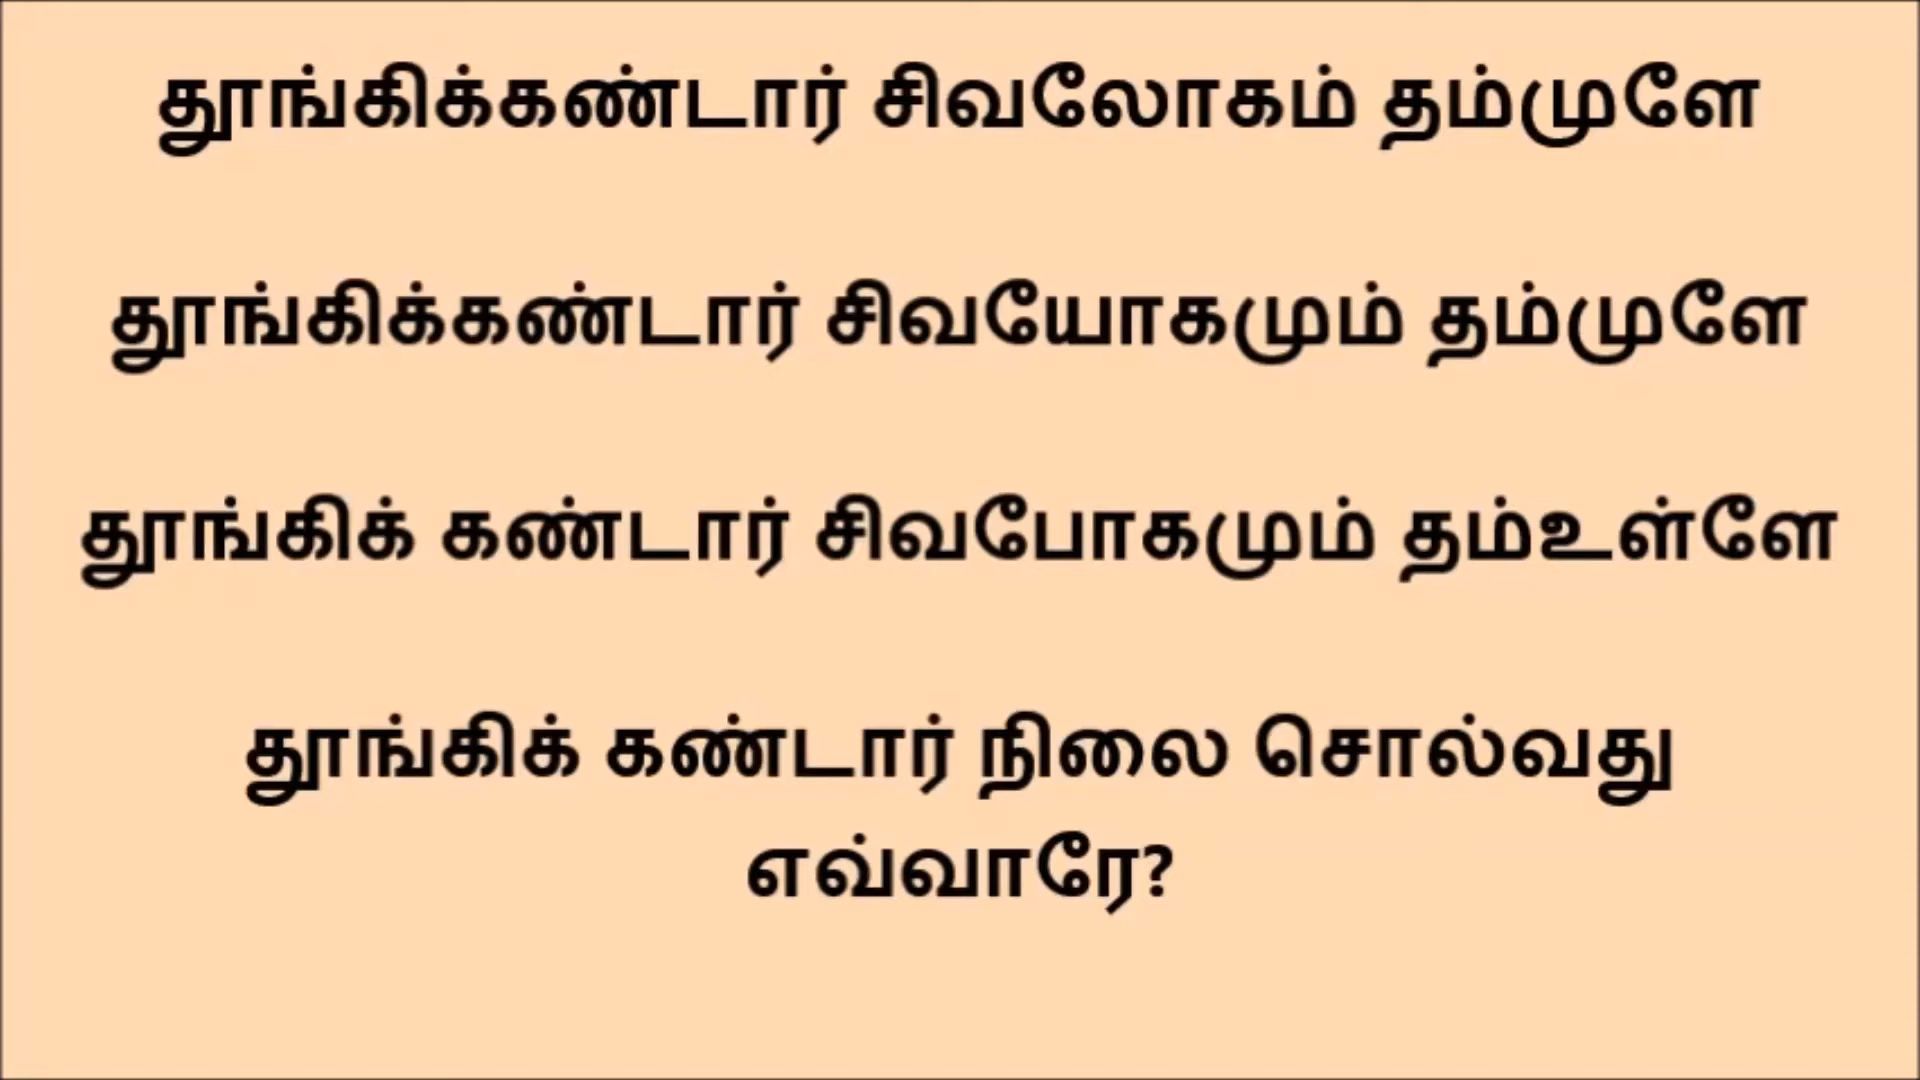 தூங்கிக்கண்டார் சிவலோகம் தம்முளே
தூங்கிக்கண்டார் சிவயோகமும் தம்முளே
தூங்கிக் கண்டார் சிவபோகமும் தம்உள்ளே
தூங்கிக் கண்டார் நிலை சொல்வது
எவ்வாரே?